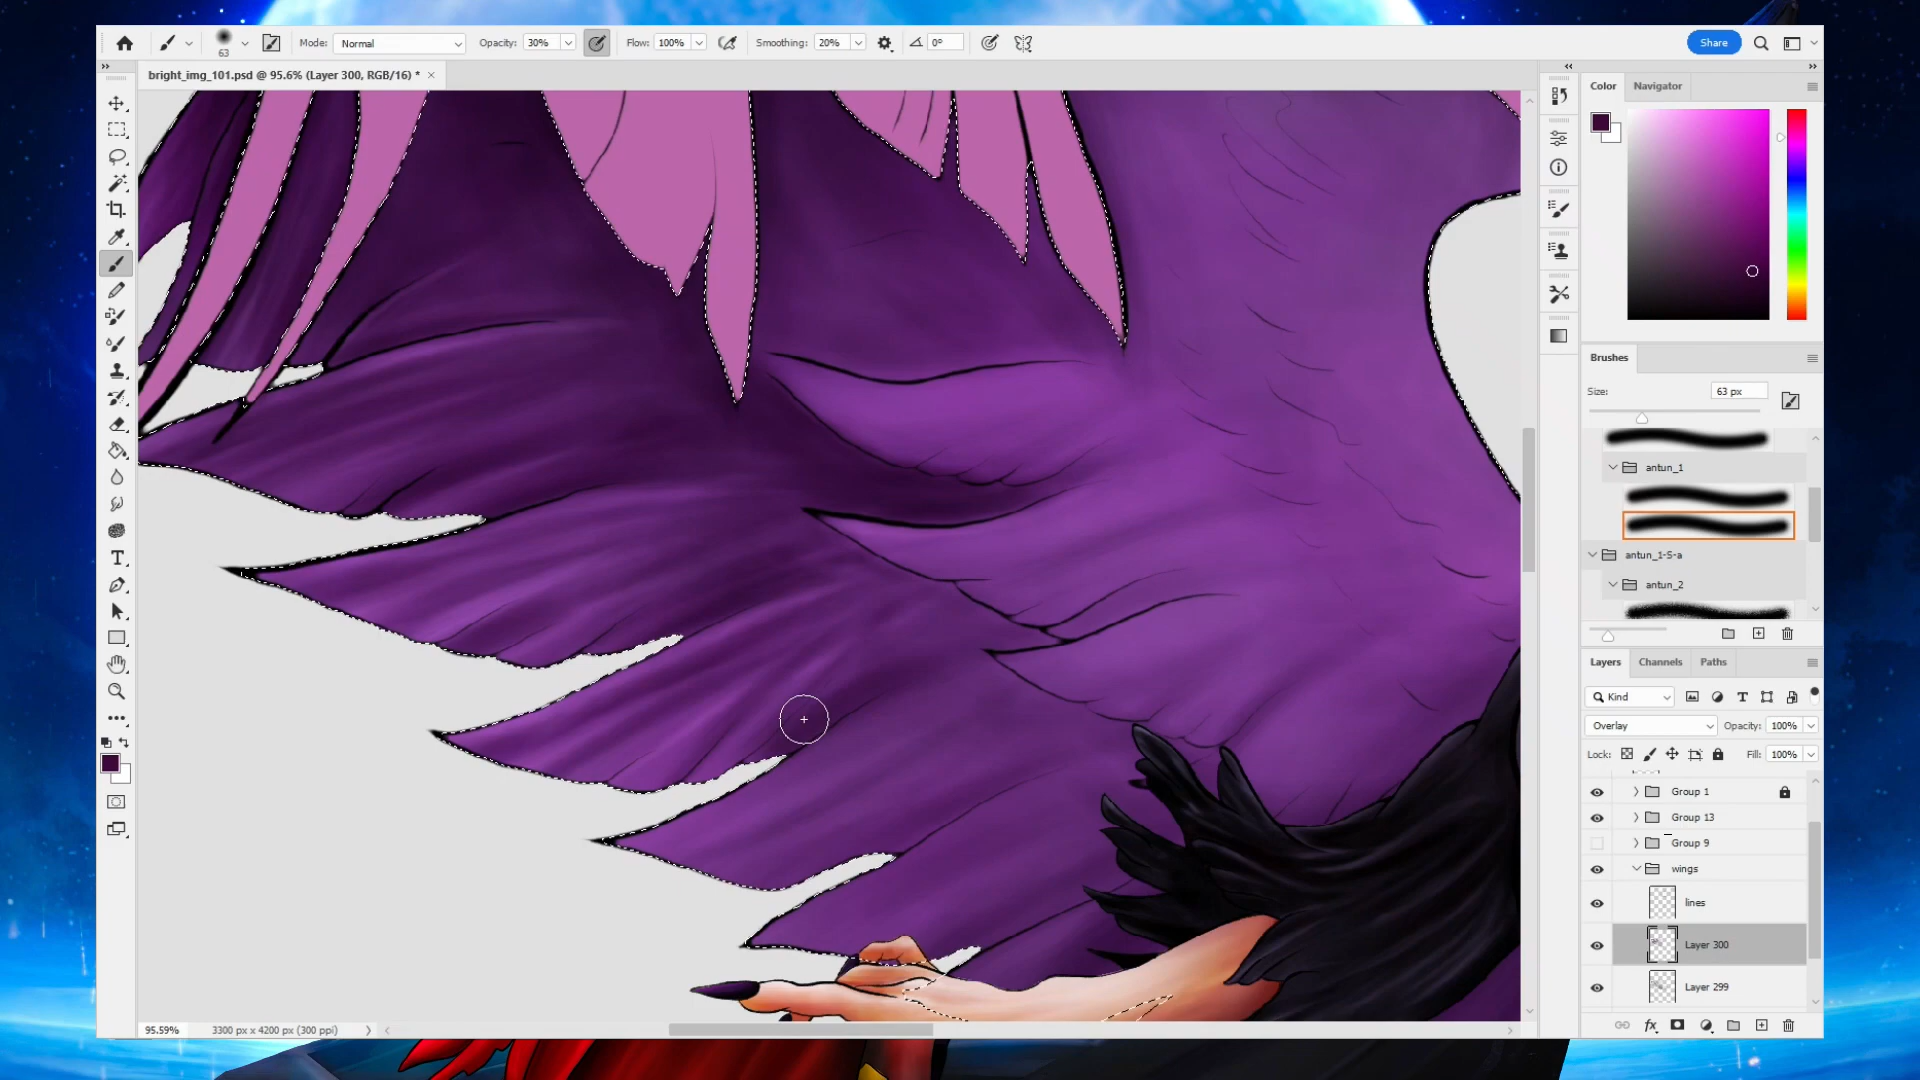 63
Mode:
Normal
Opacity:
30%
Flow:
100%
Smoothing:
20%
0°
Share
bright_img_101.psd @ 95.6% (Layer 300, RGB/16) *
Color
Navigator
Brushes
Size:
63 px
antun_1
antun_1-S-a
antun_2
Layers
Channels
Paths
Kind
Overlay
Opacity:
100%
Lock:
Fill:
100%
Group 1
Group 13
Group 9
wings
lines
Layer 300
Layer 299
95.59%
3300 px x 4200 px (300 ppi)